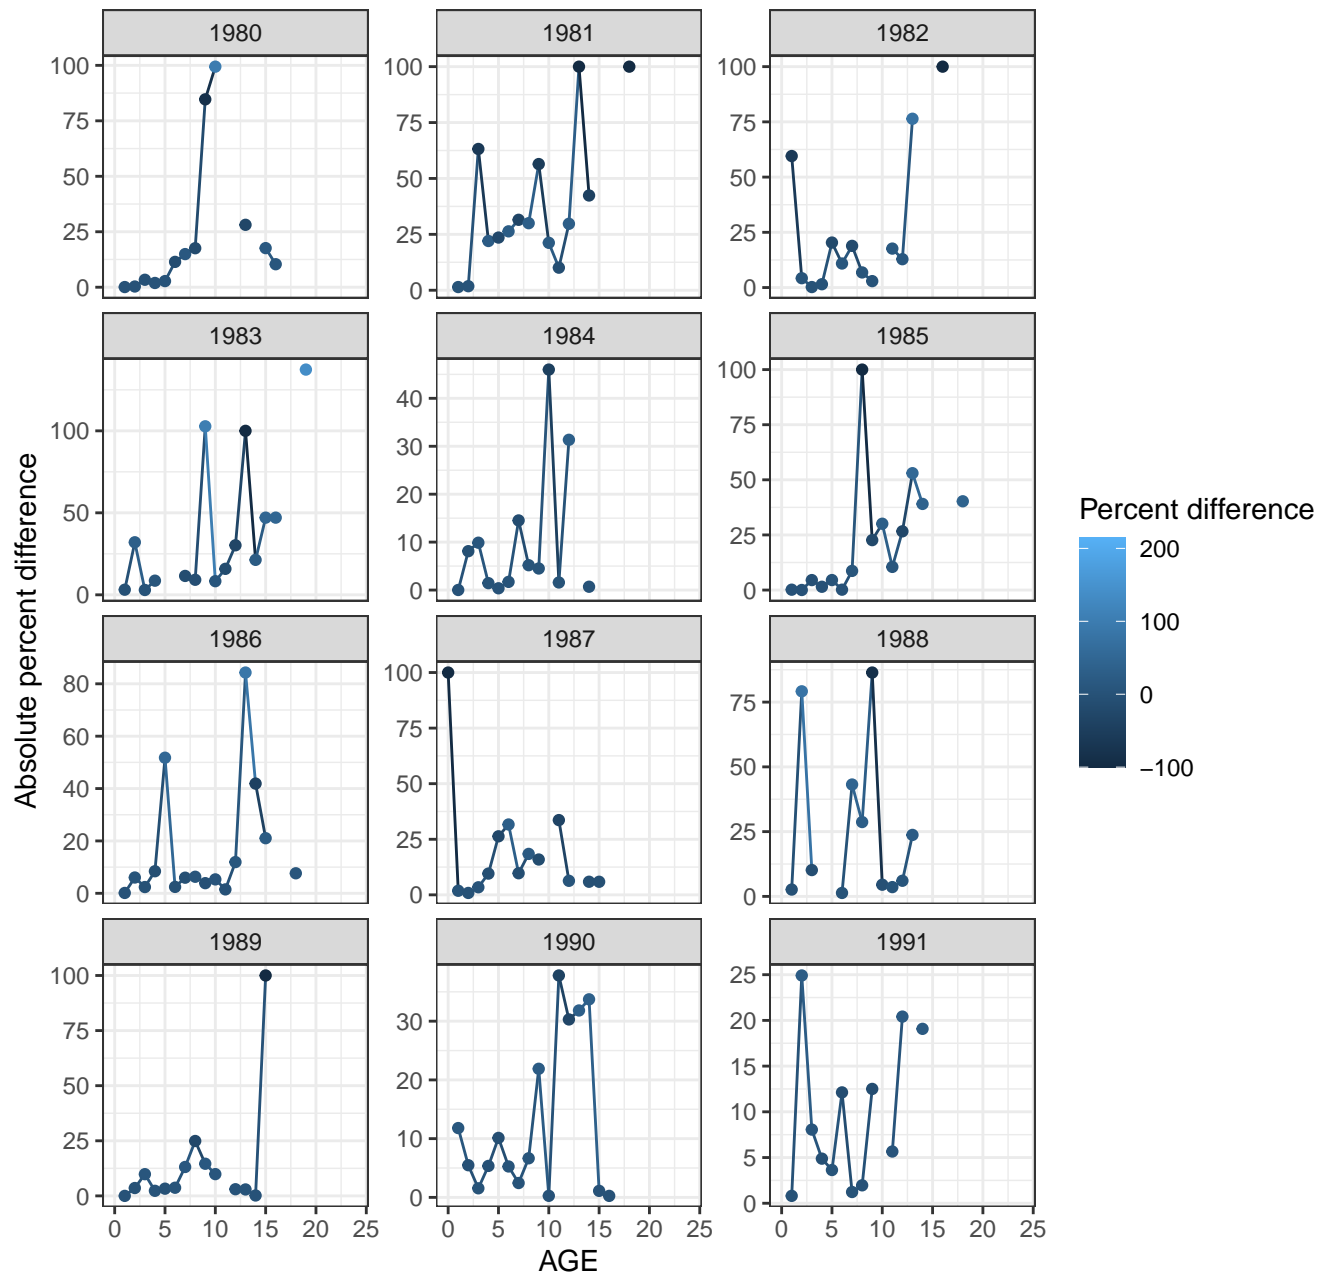 1980 1981 1982
100 75 50 25 0
100 75 50 25 0
100 75 50 25 0
1983 1984 1985
100 50 0
40 30 20 10 0
100 75 50 25 0
Absolute percent difference
Percent difference
200
100
0
−100
1986 1987 1988
80 60 40 20 0
100 75 50 25 0
75 50 25 0
1989 1990 1991
100 75 50 25 0
30 20 10 0
25 20 15 10 5 0
0 5 10 15 20 25 0 5 10 15 20 25 0 5 10 15 20 25
AGE